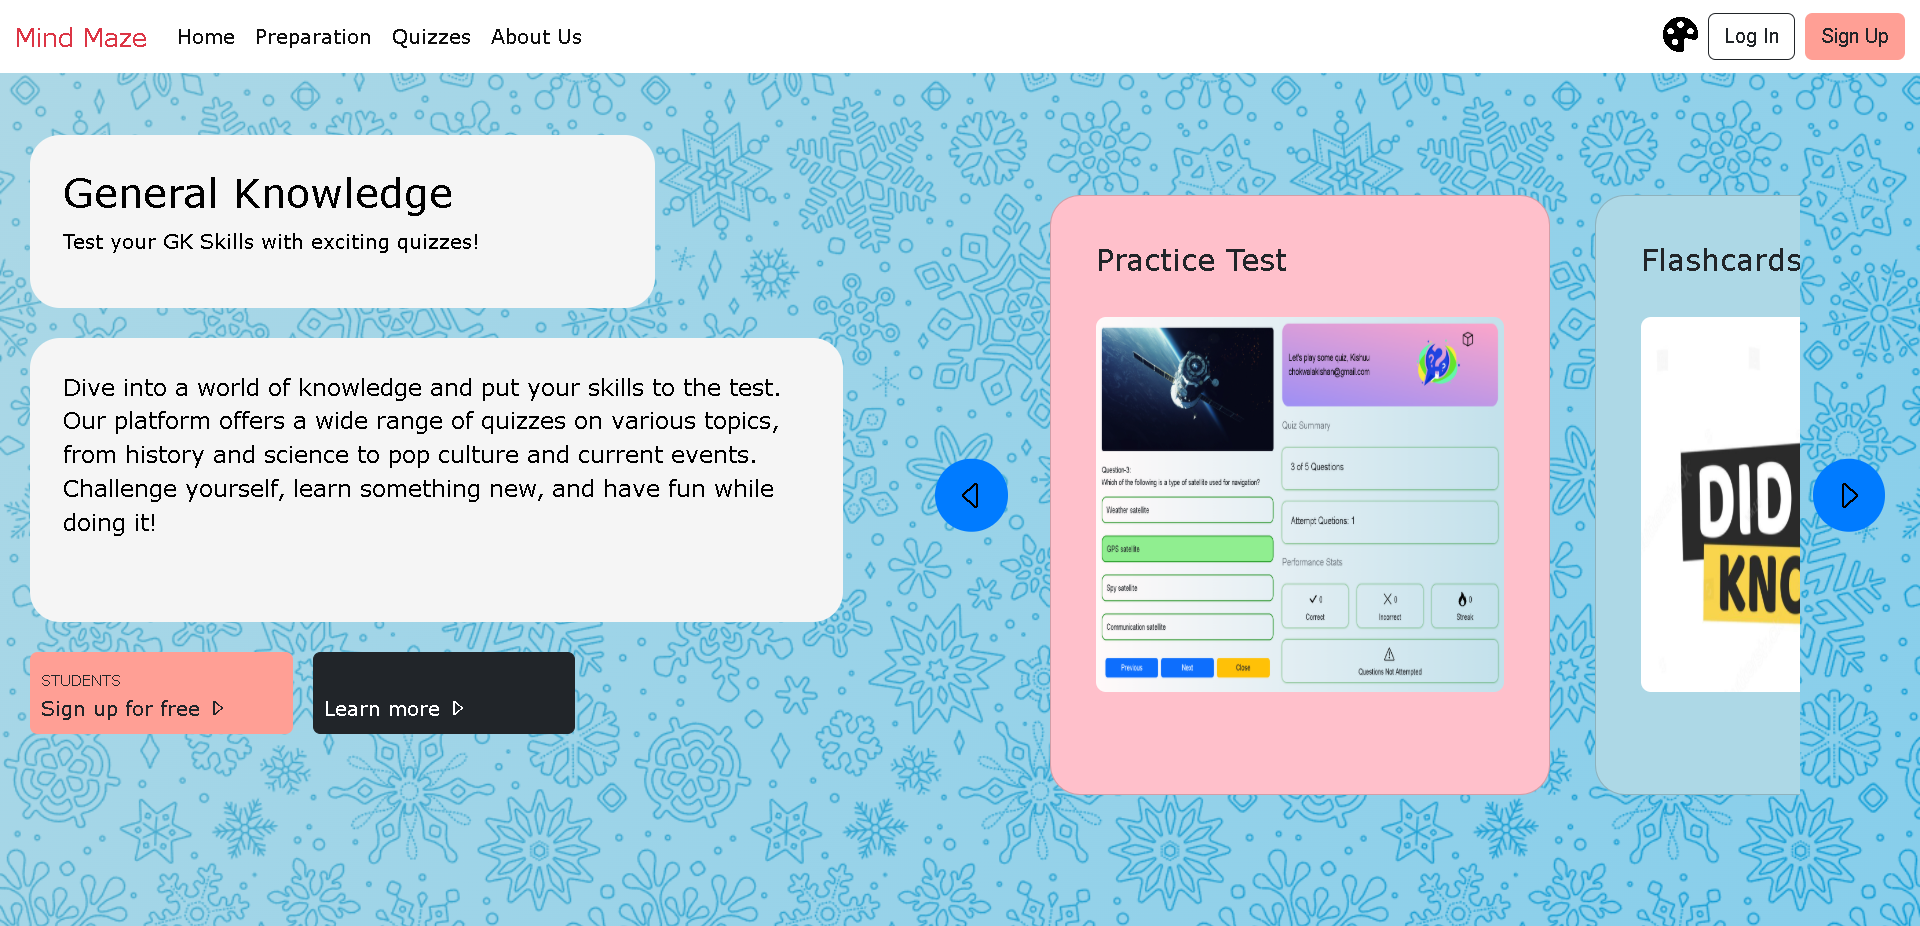 Mind Maze
Home
Preparation
Quizzes
About Us
Log In
Sign Up
General Knowledge
Test your GK Skills with exciting quizzes!
Dive into a world of knowledge and put your skills to the test.
Our platform offers a wide range of quizzes on various topics,
from history and science to pop culture and current events.
Challenge yourself, learn something new, and have fun while
doing it!
STUDENTS
Sign up for free
Learn more
Practice Test
Question-3:
Which of the following is a type of satellite used for navigation?
Weather satellite
GPS satellite
Spy satellite
Communication satellite
Previous
Next
Close
Let's play some quiz, Kishuu
chokwalakishan@gmail.com
Quiz Summary
3 of 5 Questions
Attempt Quetions: 1
Performance Stats
0
Correct
0
Incorrect
0
Streak
Questions Not Attempted
Flashcards
DID
KNO